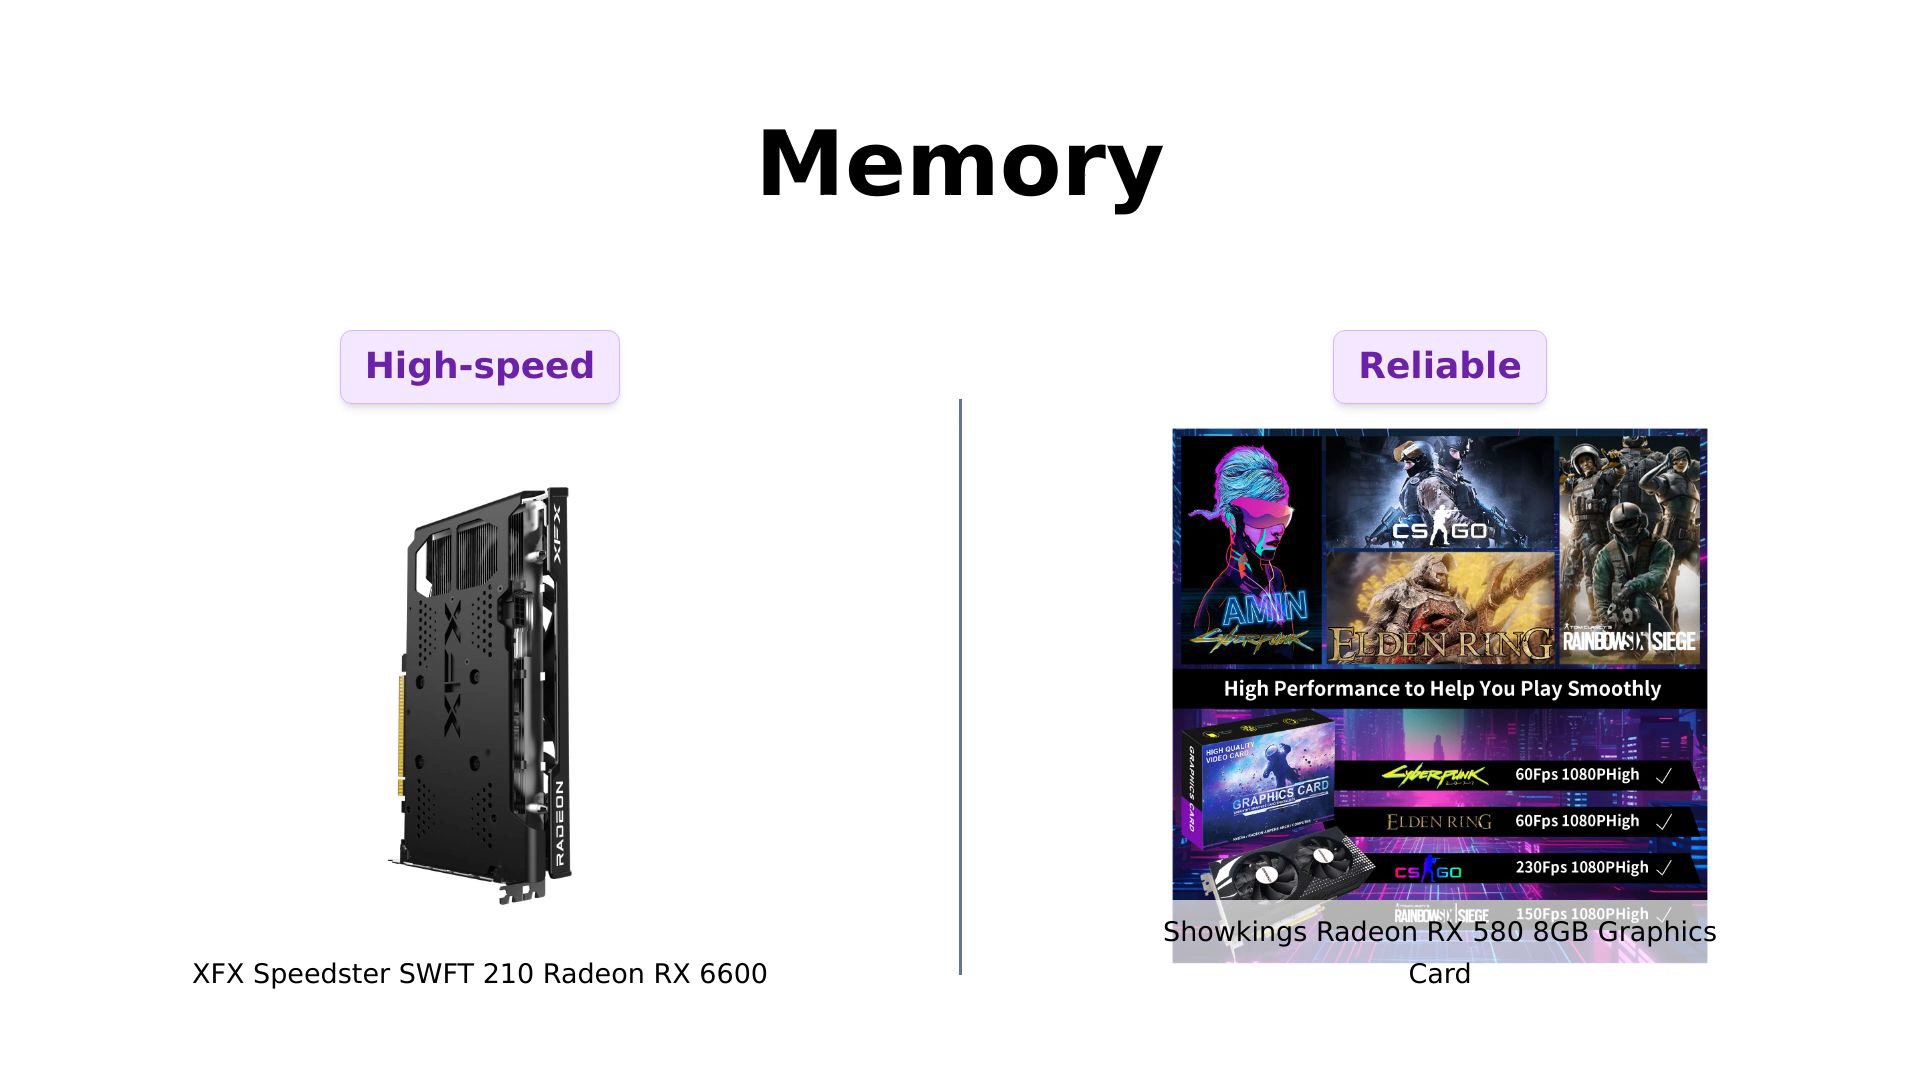 Memory
High-speed
Reliable
XFX
XFX
RADEON
XFX Speedster SWFT 210 Radeon RX 6600
AMIN
CYBERPUNK
CS GO
ELDEN RING
TOM CLANCY'S
RAINBOW SIX SIEGE
High Performance to Help You Play Smoothly
HIGH QUALITY
VIDEO CARD
GRAPHICS CARD
GRAPHICS CARD
CYBERPUNK 60Fps 1080PHigh
ELDEN RING 60Fps 1080PHigh
CS GO 230Fps 1080PHigh
RAINBOW SIX SIEGE 150Fps 1080PHigh
Showkings Radeon RX 580 8GB Graphics
Card